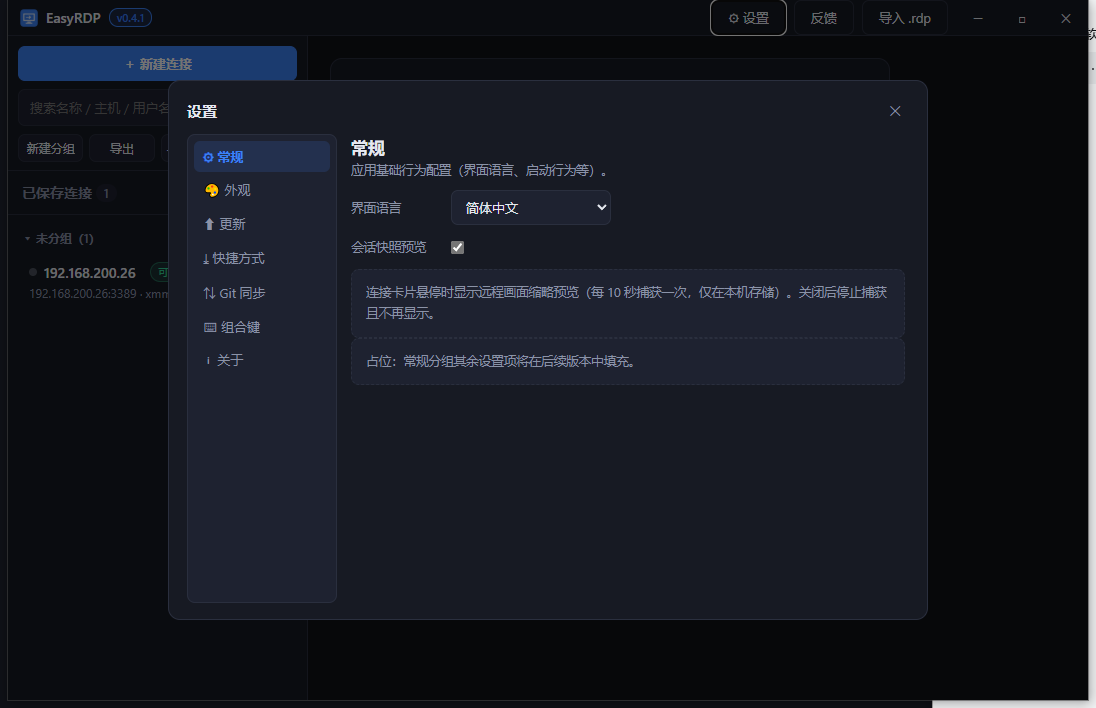 EasyRDP v0.4.1
设置 反馈 导入 .rdp
+ 新建连接
搜索名称 / 主机 / 用户名
新建分组 导出
已保存连接 1
未分组 (1)
192.168.200.26 可
192.168.200.26:3389 · xmm
设置
常规
外观
更新
快捷方式
Git 同步
组合键
关于
常规
应用基础行为配置（界面语言、启动行为等）。
界面语言 简体中文
会话快照预览
连接卡片悬停时显示远程画面缩略预览（每 10 秒捕获一次，仅在本机存储）。关闭后停止捕获
且不再显示。
占位：常规分组其余设置项将在后续版本中填充。